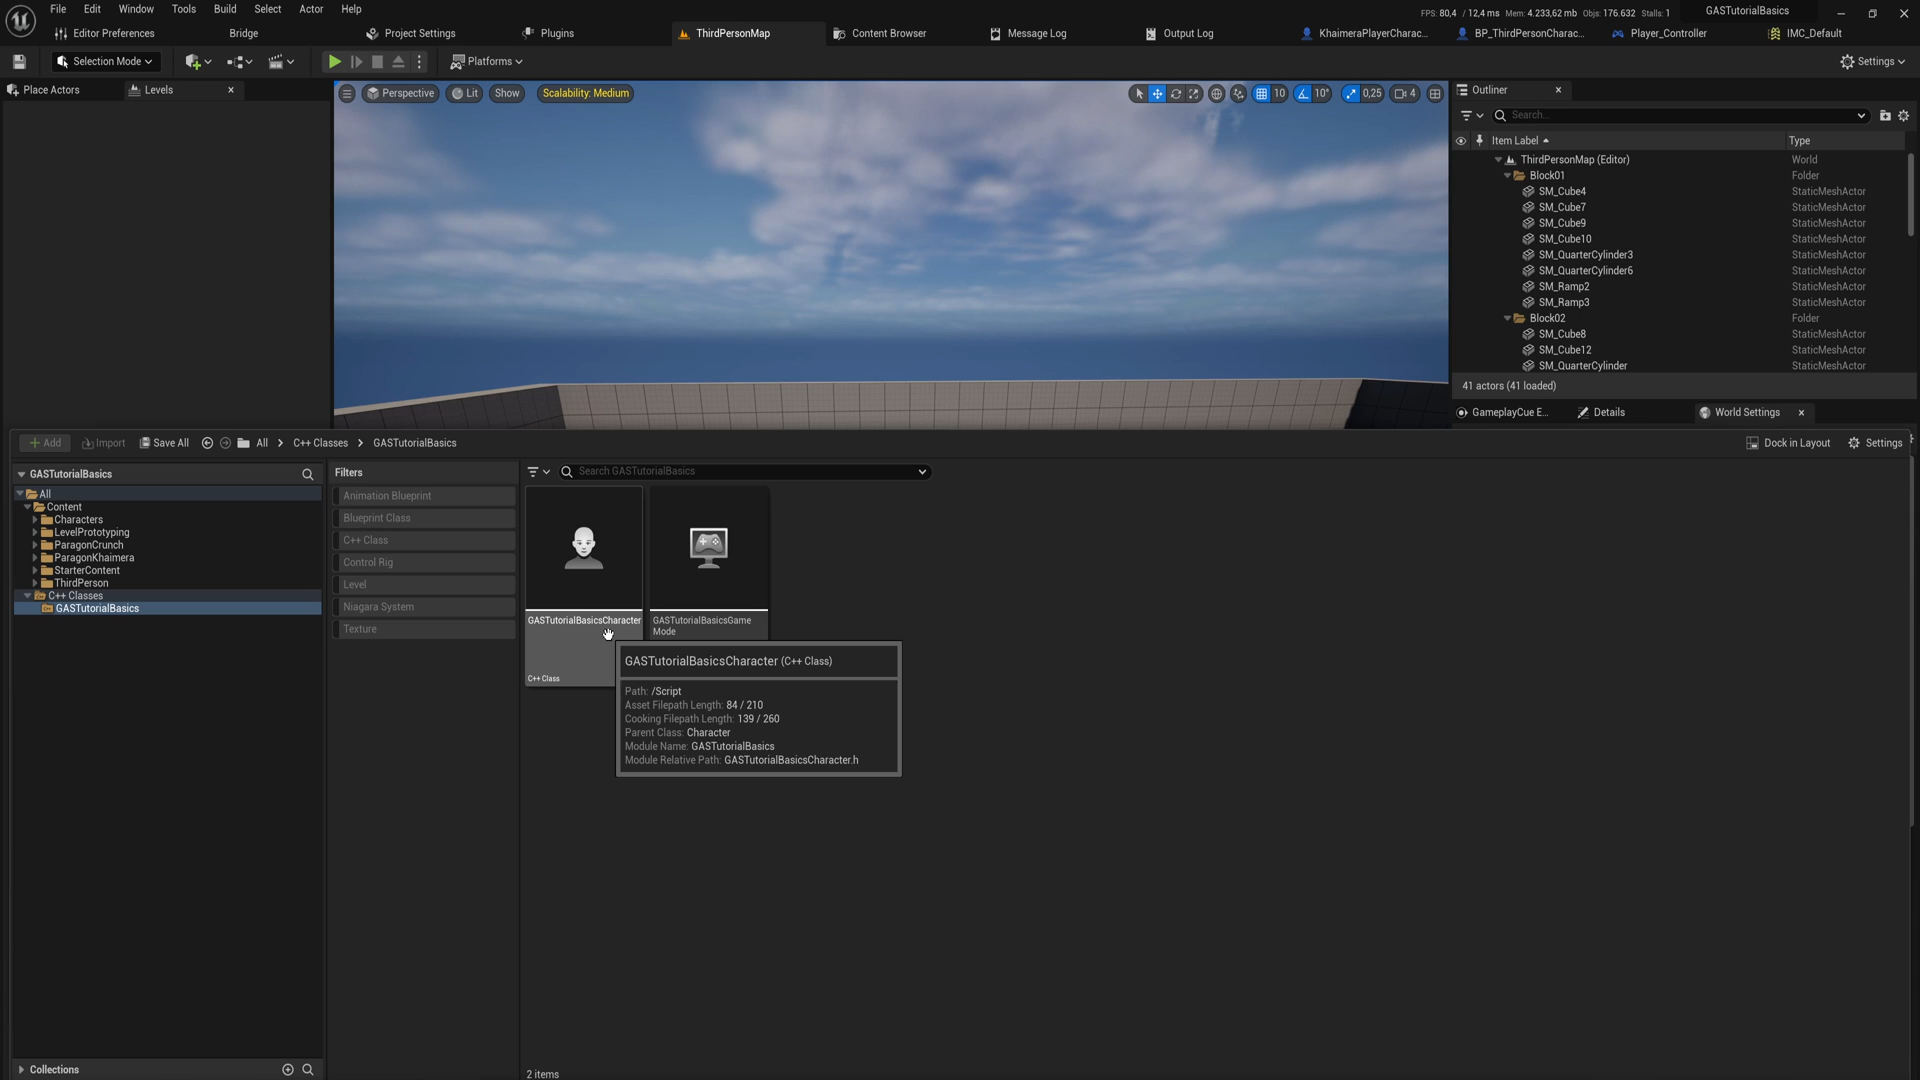 File Edit Window Tools Build Select Actor Help
FPS: 80,4 / 12,4 ms Mem: 4.233,62 mb Objs: 176.632 Stalls: 1 GASTutorialBasics
Editor Preferences Bridge Project Settings Plugins ThirdPersonMap Content Browser Message Log Output Log KhaimeraPlayerCharac... BP_ThirdPersonCharac... Player_Controller IMC_Default
Selection Mode Platforms Settings
Place Actors Levels
Perspective Lit Show Scalability: Medium 10 10° 0,25 4
Outliner
Search...
Item Label Type
ThirdPersonMap (Editor) World
Block01 Folder
SM_Cube4 StaticMeshActor
SM_Cube7 StaticMeshActor
SM_Cube9 StaticMeshActor
SM_Cube10 StaticMeshActor
SM_QuarterCylinder3 StaticMeshActor
SM_QuarterCylinder6 StaticMeshActor
SM_Ramp2 StaticMeshActor
SM_Ramp3 StaticMeshActor
Block02 Folder
SM_Cube8 StaticMeshActor
SM_Cube12 StaticMeshActor
SM_QuarterCylinder StaticMeshActor
41 actors (41 loaded)
GameplayCue E... Details World Settings
Add Import Save All All C++ Classes GASTutorialBasics Dock in Layout Settings
GASTutorialBasics
All
Content
Characters
LevelPrototyping
ParagonCrunch
ParagonKhaimera
StarterContent
ThirdPerson
C++ Classes
GASTutorialBasics
Collections
Filters
Animation Blueprint
Blueprint Class
C++ Class
Control Rig
Level
Niagara System
Texture
Search GASTutorialBasics
GASTutorialBasicsCharacter
C++ Class
GASTutorialBasicsGame
Mode
GASTutorialBasicsCharacter (C++ Class)
Path: /Script
Asset Filepath Length: 84 / 210
Cooking Filepath Length: 139 / 260
Parent Class: Character
Module Name: GASTutorialBasics
Module Relative Path: GASTutorialBasicsCharacter.h
2 items